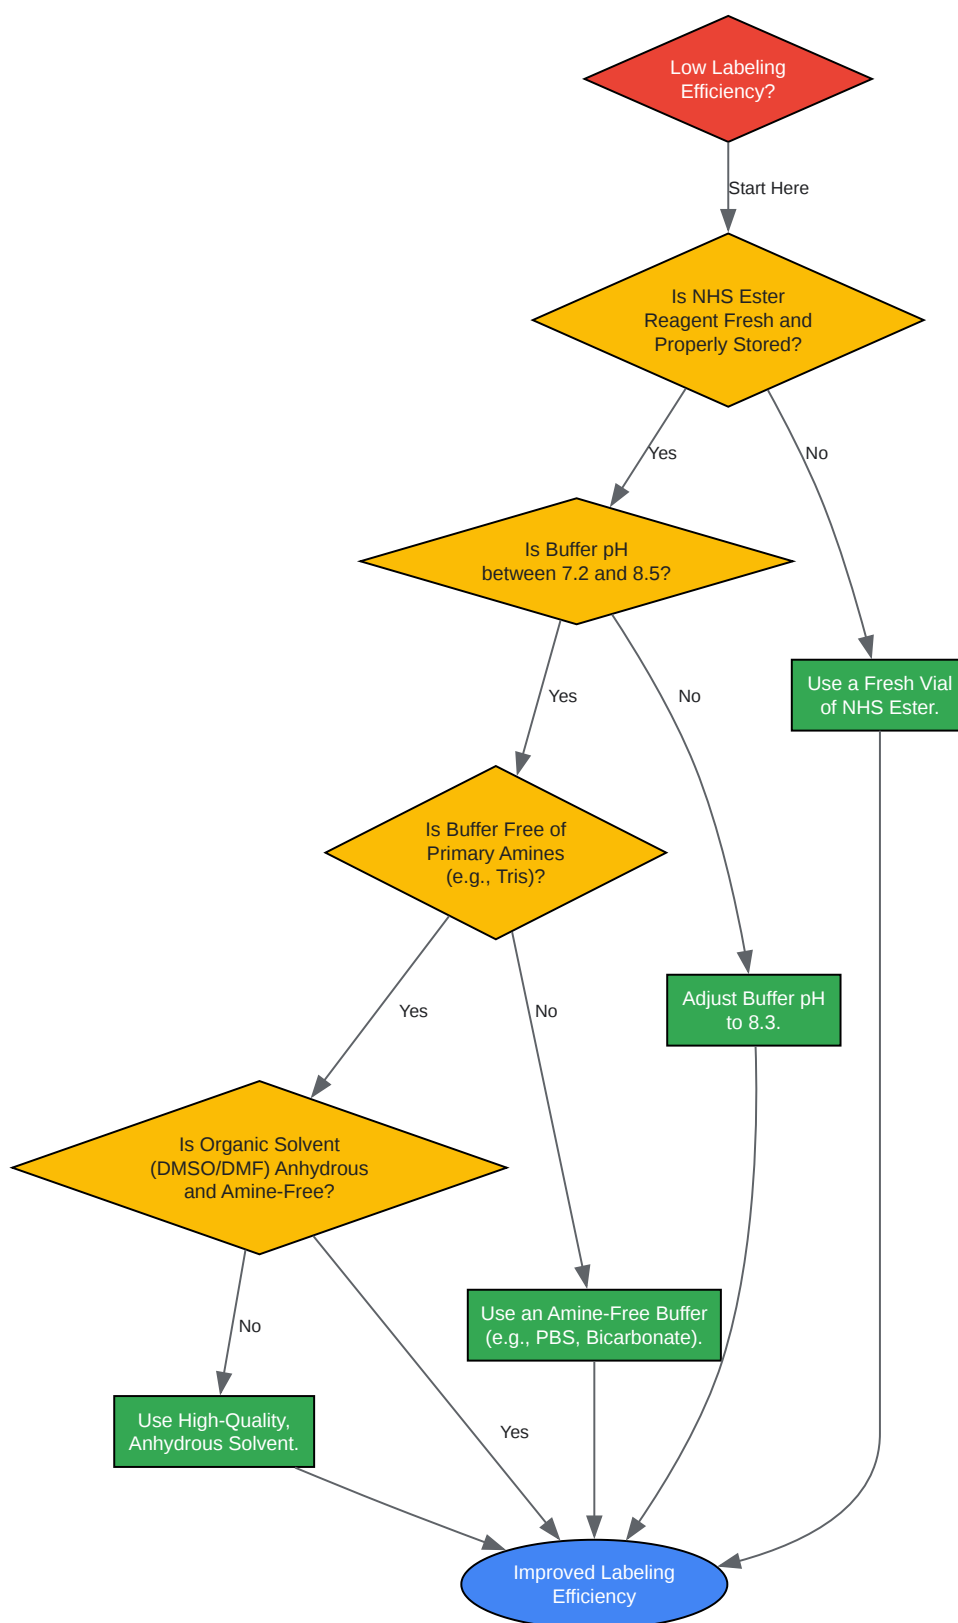 Low Labeling
Efficiency?
Start Here
Is NHS Ester
Reagent Fresh and
Properly Stored?
Yes
No
Is Buffer pH
between 7.2 and 8.5?
Use a Fresh Vial
of NHS Ester.
Yes
No
Is Buffer Free of
Primary Amines
(e.g., Tris)?
Yes
No
Adjust Buffer pH
to 8.3.
Is Organic Solvent
(DMSO/DMF) Anhydrous
and Amine-Free?
No
Use an Amine-Free Buffer
(e.g., PBS, Bicarbonate).
Use High-Quality,
Anhydrous Solvent.
Yes
Improved Labeling
Efficiency